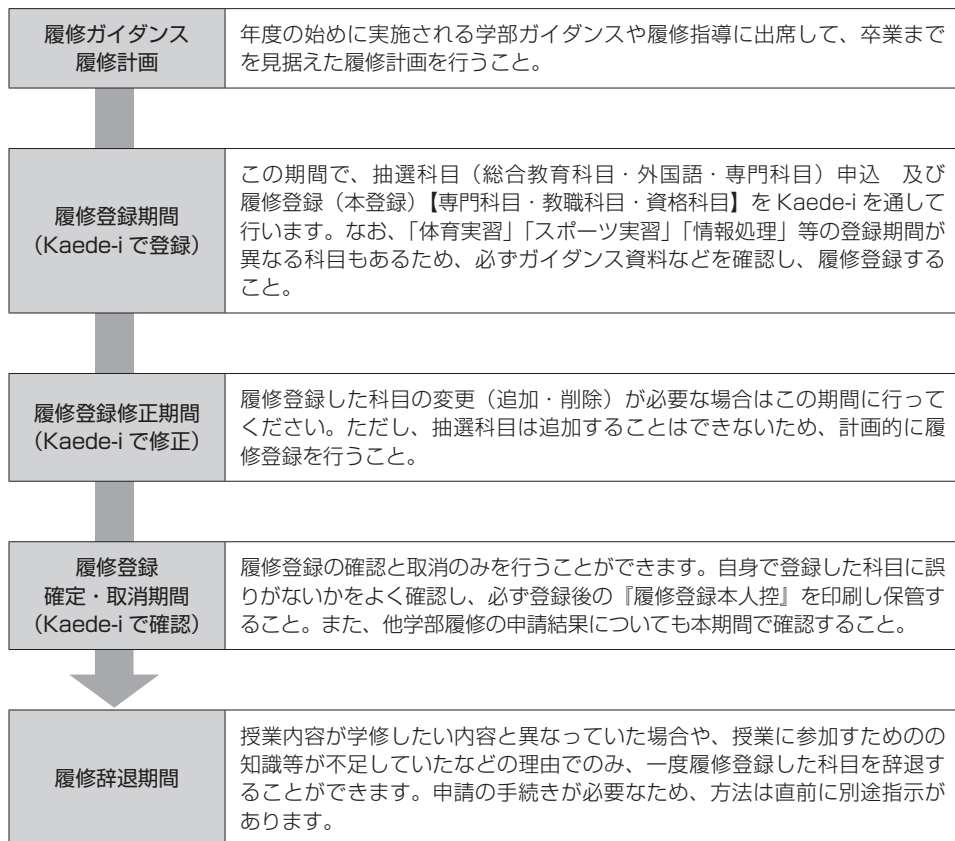 履修ガイダンス
履修計画
年度の始めに実施される学部ガイダンスや履修指導に出席して、卒業まで
を見据えた履修計画を行うこと。
履修登録期間
（Kaede-i で登録）
この期間で、抽選科目（総合教育科目・外国語・専門科目）申込　及び
履修登録（本登録）【専門科目・教職科目・資格科目】を Kaede-i を通して
行います。なお、「体育実習」「スポーツ実習」「情報処理」等の登録期間が
異なる科目もあるため、必ずガイダンス資料などを確認し、履修登録する
こと。
履修登録修正期間
（Kaede-i で修正）
履修登録した科目の変更（追加・削除）が必要な場合はこの期間に行って
ください。ただし、抽選科目は追加することはできないため、計画的に履
修登録を行うこと。
履修登録
確定・取消期間
（Kaede-i で確認）
履修登録の確認と取消のみを行うことができます。自身で登録した科目に誤
りがないかをよく確認し、必ず登録後の『履修登録本人控』を印刷し保管す
ること。また、他学部履修の申請結果についても本期間で確認すること。
履修辞退期間
授業内容が学修したい内容と異なっていた場合や、授業に参加すためのの
知識等が不足していたなどの理由でのみ、一度履修登録した科目を辞退す
ることができます。申請の手続きが必要なため、方法は直前に別途指示が
あります。